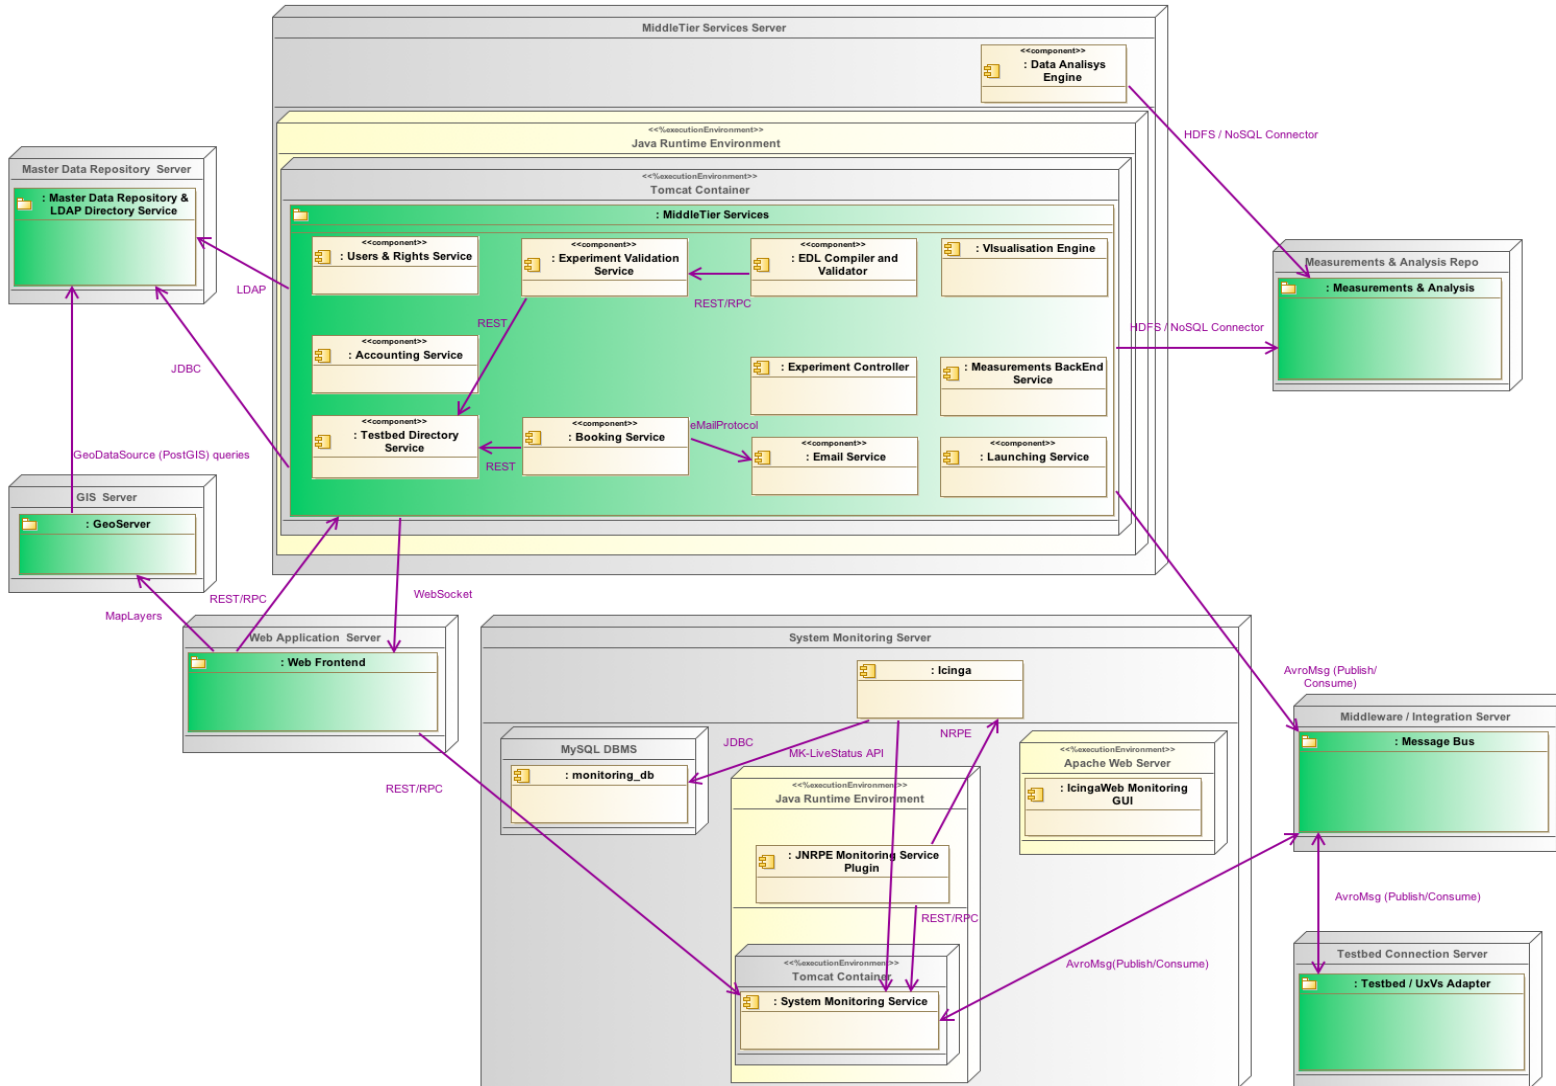 MiddleTier Services Server
<<component>>
: Data Analisys
Engine
HDFS / NoSQL Connector
<<%executionEnvironment>>
Java Runtime Environment
<<%executionEnvironment>>
Tomcat Container
: MiddleTier Services
<<component>>
: Users & Rights Service
<<component>>
: Experiment Validation
Service
<<component>>
: EDL Compiler and
Validator
: VIsualisation Engine
REST/RPC
REST
<<component>>
: Accounting Service
: Experiment Controller
: Measurements BackEnd
Service
<<component>>
: Testbed Directory
Service
<<component>>
: Booking Service
REST
eMailProtocol
<<component>>
: Email Service
<<component>>
: Launching Service
Master Data Repository  Server
: Master Data Repository &
LDAP Directory Service
LDAP
JDBC
GeoDataSource (PostGIS) queries
GIS  Server
: GeoServer
MapLayers
REST/RPC
WebSocket
Measurements & Analysis Repo
: Measurements & Analysis
HDFS / NoSQL Connector
Web Application  Server
: Web Frontend
REST/RPC
System Monitoring Server
: Icinga
JDBC
MK-LiveStatus API
NRPE
MySQL DBMS
: monitoring_db
<<%executionEnvironment>>
Java Runtime Environment
: JNRPE Monitoring Service
Plugin
REST/RPC
<<%executionEnvironment>>
Tomcat Container
: System Monitoring Service
<<%executionEnvironment>>
Apache Web Server
: IcingaWeb Monitoring
GUI
AvroMsg (Publish/
Consume)
Middleware / Integration Server
: Message Bus
AvroMsg (Publish/Consume)
AvroMsg(Publish/Consume)
Testbed Connection Server
: Testbed / UxVs Adapter